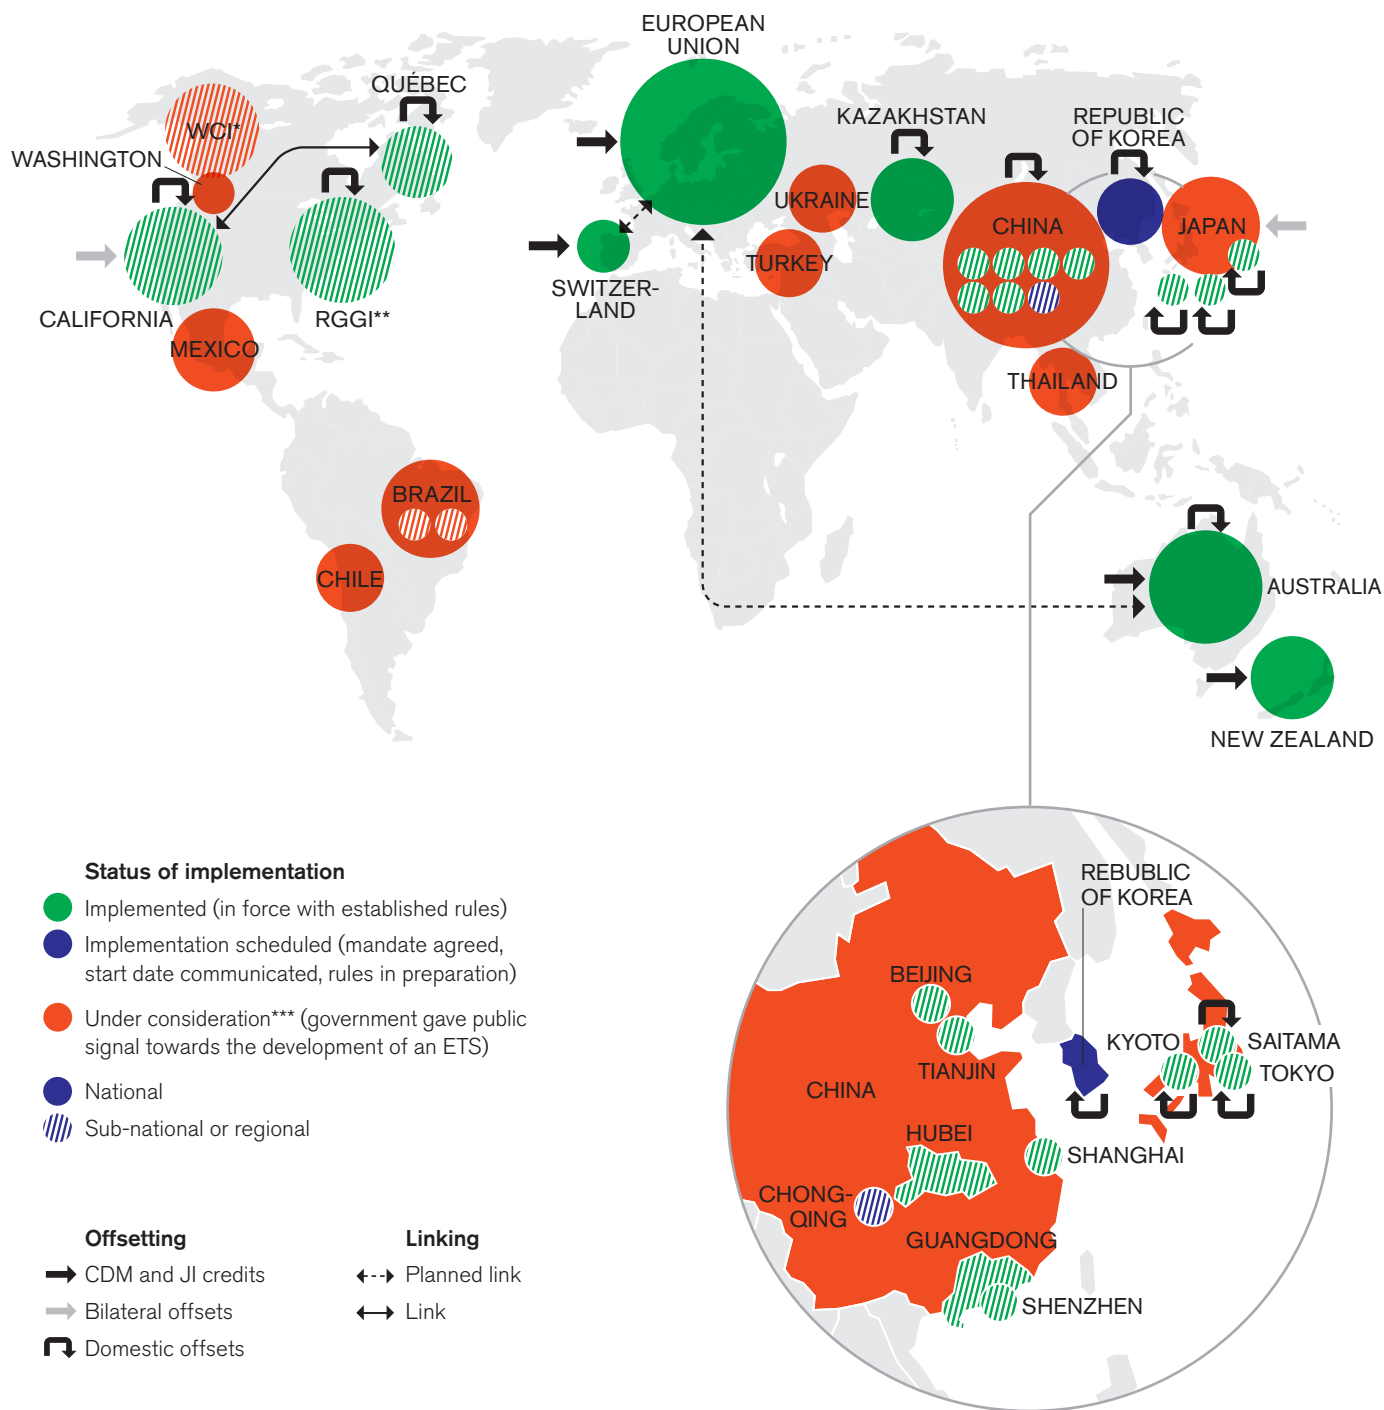 EUROPEAN
UNION
QUÉBEC
WCI*
WASHINGTON
KAZAKHSTAN
REPUBLIC
OF KOREA
UKRAINE
CHINA
JAPAN
TURKEY
SWITZER-
LAND
CALIFORNIA
RGGI**
MEXICO
THAILAND
BRAZIL
CHILE
AUSTRALIA
NEW ZEALAND
Status of implementation
Implemented (in force with established rules)
Implementation scheduled (mandate agreed,
start date communicated, rules in preparation)
Under consideration*** (government gave public
signal towards the development of an ETS)
National
Sub-national or regional
Offsetting
CDM and JI credits
Bilateral offsets
Domestic offsets
Linking
Planned link
Link
REBUBLIC
OF KOREA
BEIJING
TIANJIN
KYOTO
SAITAMA
TOKYO
CHINA
HUBEI
SHANGHAI
CHONG-
QING
GUANGDONG
SHENZHEN